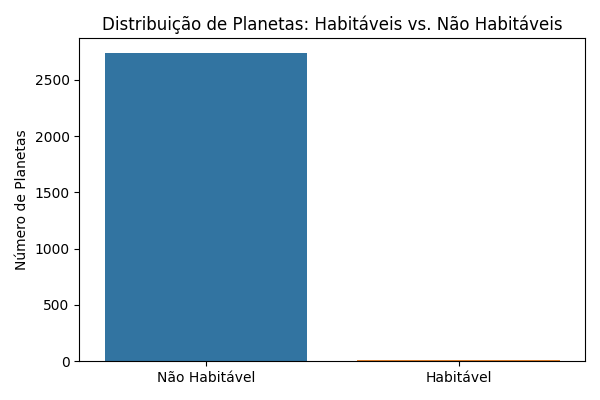 Distribuição de Planetas: Habitáveis vs. Não Habitáveis
Número de Planetas
2500
2000
1500
1000
500
0
Não Habitável
Habitável